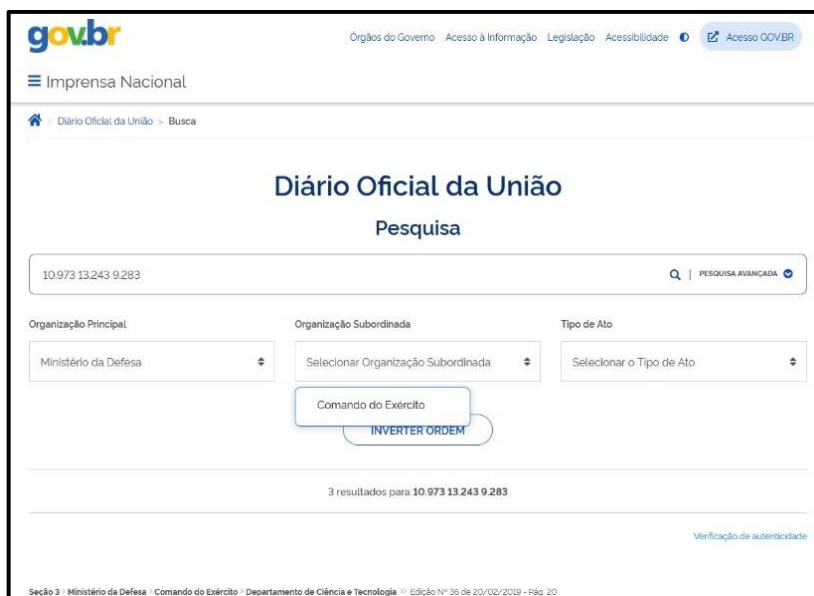 gov.br
Órgãos do Governo Acesso à Informação Legislação Acessibilidade Acesso GOV.BR
Imprensa Nacional
> Diário Oficial da União > Busca
Diário Oficial da União
Pesquisa
10.973 13.243 9.283 | PESQUISA AVANÇADA
Organização Principal Organização Subordinada Tipo de Ato
Ministério da Defesa Selecionar Organização Subordinada Selecionar o Tipo de Ato
Comando do Exército
INVERTER ORDEM
3 resultados para 10.973 13.243 9.283
Verificação de autenticidade
Seção 3 > Ministério da Defesa > Comando do Exército > Departamento de Ciência e Tecnologia >> Edição Nº 36 de 20/02/2019 - Pág. 20